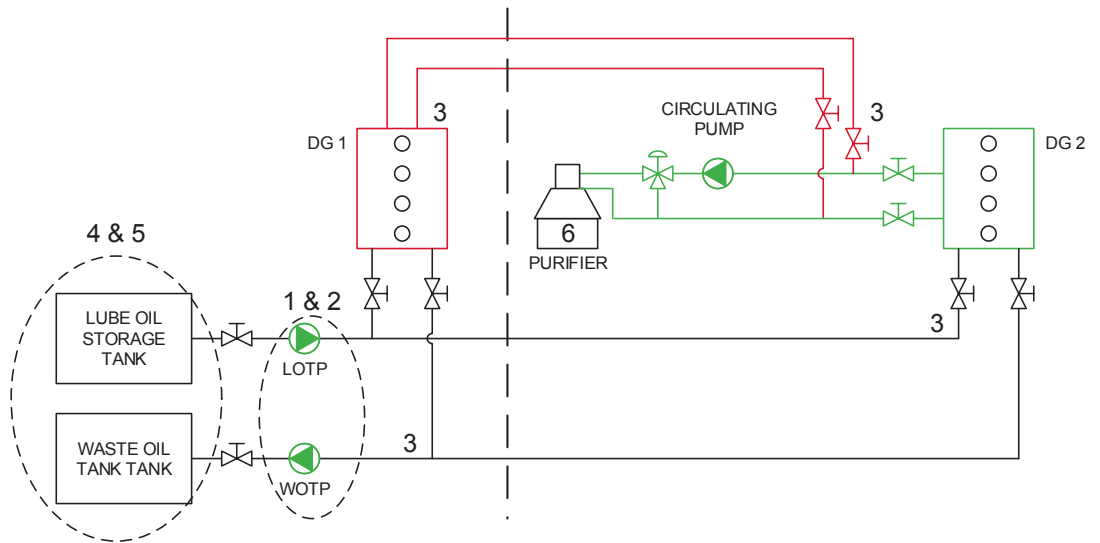 3
CIRCULATING
PUMP
3
DG 1
DG 2
6
PURIFIER
4 & 5
LUBE OIL
STORAGE
TANK
1 & 2
LOTP
3
WASTE OIL
TANK TANK
WOTP
3